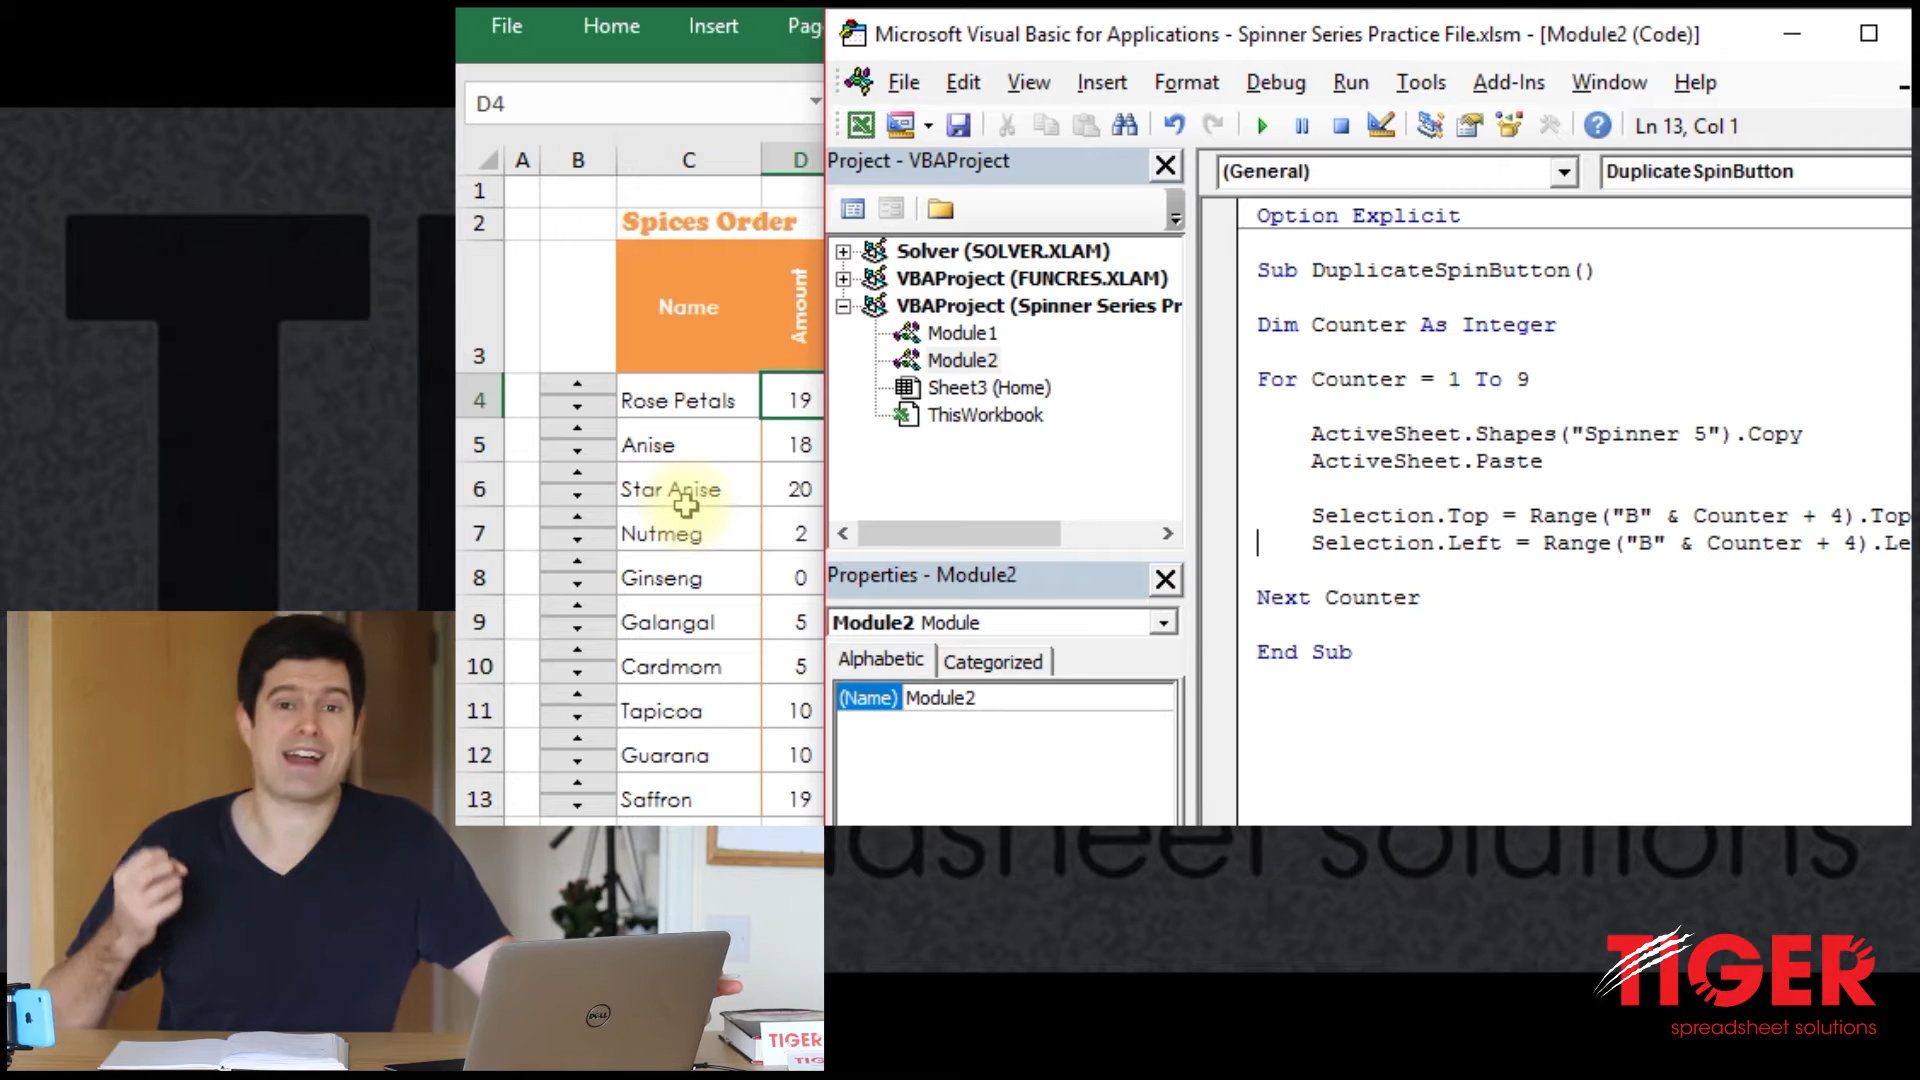 File Home Insert Pag
D4
A B C D
1
2 Spices Order
3 Name Amount
4 Rose Petals 19
5 Anise 18
6 Star Anise 20
7 Nutmeg 2
8 Ginseng 0
9 Galangal 5
10 Cardmom 5
11 Tapicoa 10
12 Guarana 10
13 Saffron 19
Microsoft Visual Basic for Applications - Spinner Series Practice File.xlsm - [Module2 (Code)]
File Edit View Insert Format Debug Run Tools Add-Ins Window Help
Ln 13, Col 1
Project - VBAProject
Solver (SOLVER.XLAM)
VBAProject (FUNCRES.XLAM)
VBAProject (Spinner Series Pr
Module1
Module2
Sheet3 (Home)
ThisWorkbook
Properties - Module2
Module2 Module
Alphabetic Categorized
(Name) Module2
(General) DuplicateSpinButton
Option Explicit
Sub DuplicateSpinButton()
Dim Counter As Integer
For Counter = 1 To 9
ActiveSheet.Shapes("Spinner 5").Copy
ActiveSheet.Paste
Selection.Top = Range("B" & Counter + 4).Top
Selection.Left = Range("B" & Counter + 4).Le
Next Counter
End Sub
adsheet solutions
DELL
TIGER
TIG
TIGER
spreadsheet solutions